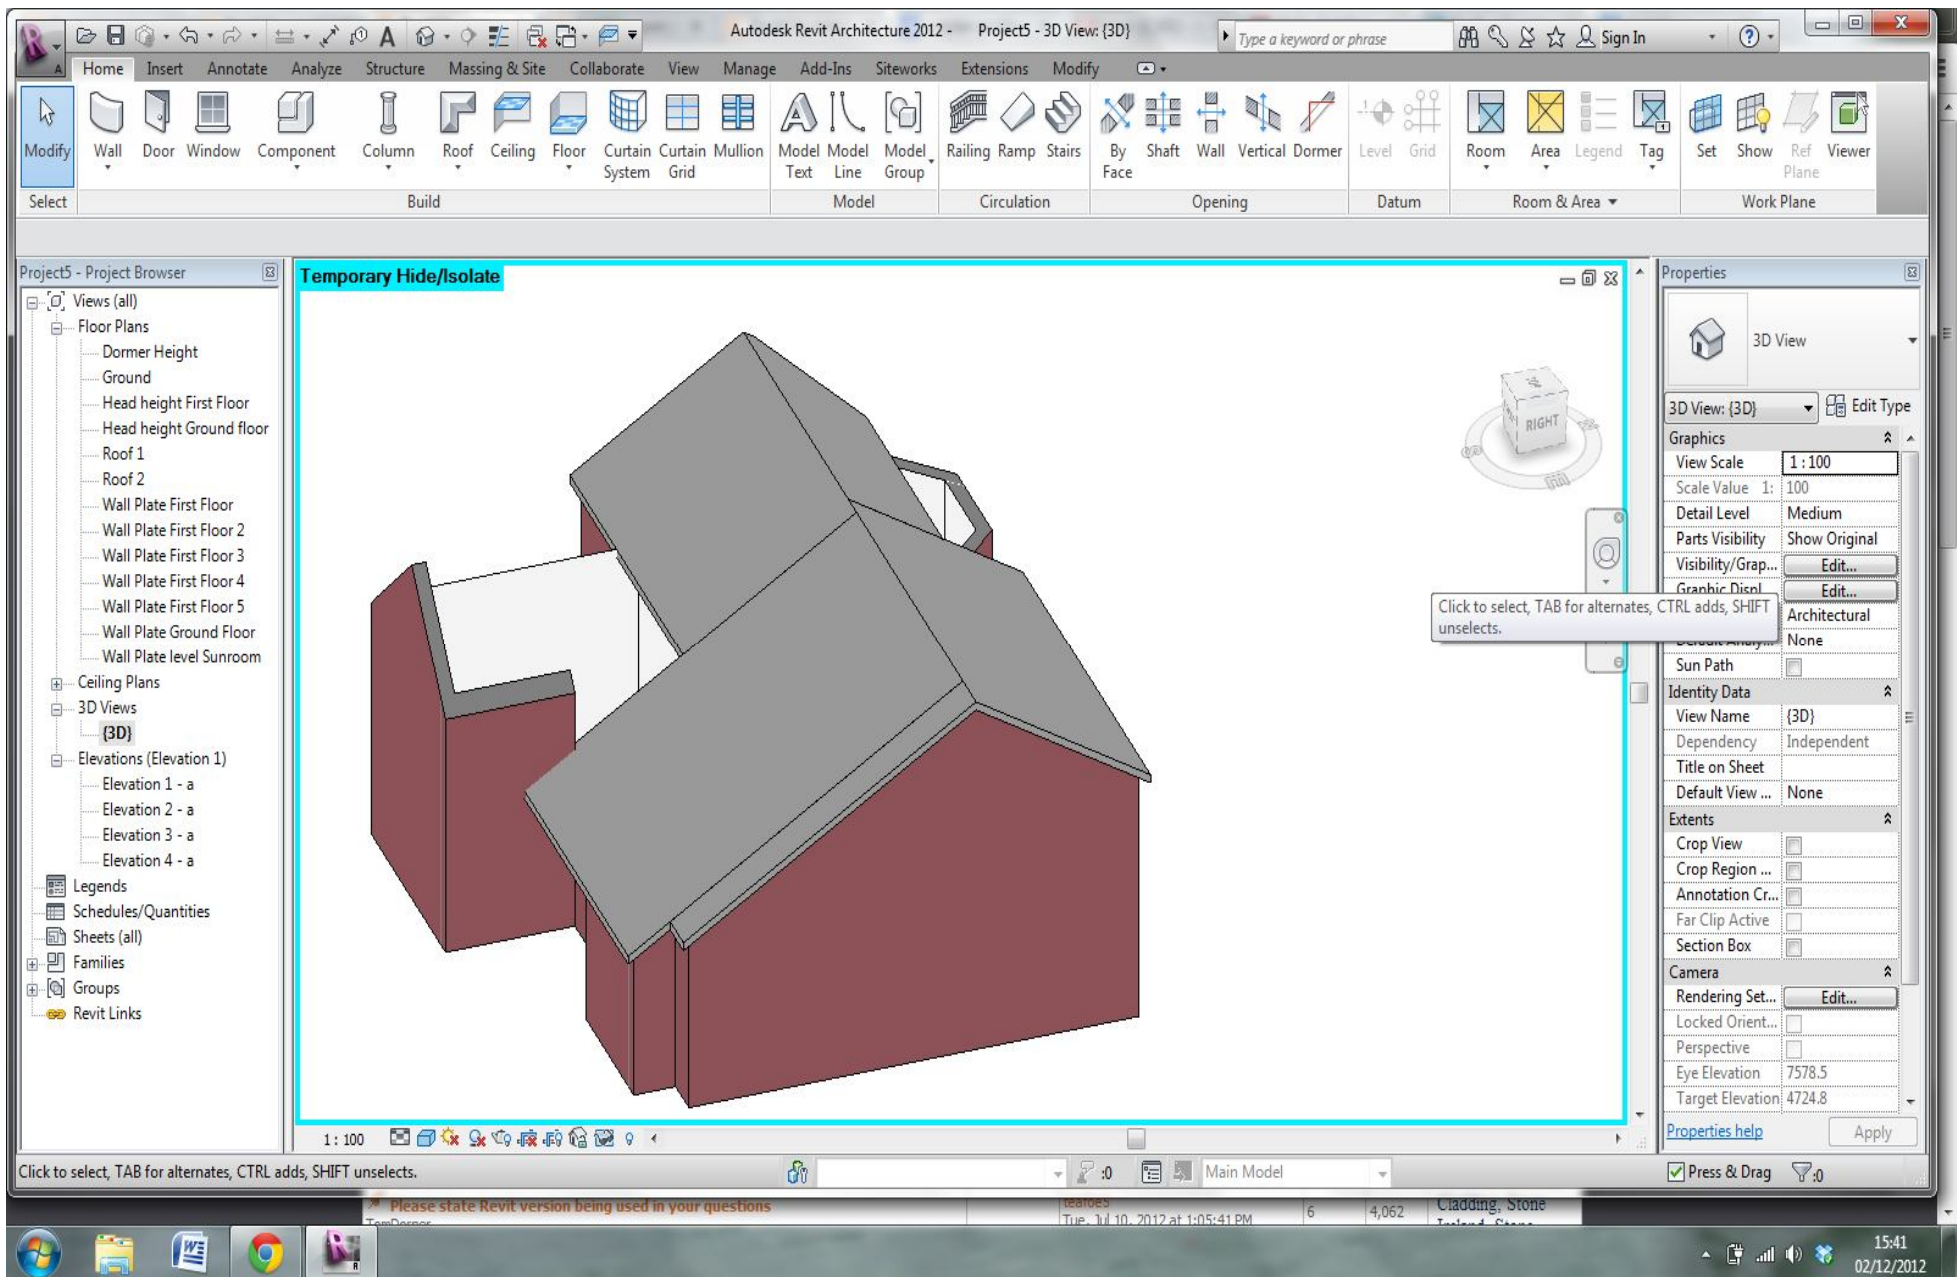 Autodesk Revit Architecture 2012 - Project5 - 3D View: {3D}
Type a keyword or phrase
Sign In
Home Insert Annotate Analyze Structure Massing & Site Collaborate View Manage Add-Ins Siteworks Extensions Modify
Modify
Wall Door Window Component Column Roof Ceiling Floor Curtain System Curtain Grid Mullion
Model Text Model Line Model Group
Railing Ramp Stairs
By Face Shaft Wall Vertical Dormer
Level Grid
Room Area Legend Tag
Set Show Ref Plane Viewer
Select Build Model Circulation Opening Datum Room & Area Work Plane
Project5 - Project Browser
Views (all)
Floor Plans
Dormer Height
Ground
Head height First Floor
Head height Ground floor
Roof 1
Roof 2
Wall Plate First Floor
Wall Plate First Floor 2
Wall Plate First Floor 3
Wall Plate First Floor 4
Wall Plate First Floor 5
Wall Plate Ground Floor
Wall Plate level Sunroom
Ceiling Plans
3D Views
{3D}
Elevations (Elevation 1)
Elevation 1 - a
Elevation 2 - a
Elevation 3 - a
Elevation 4 - a
Legends
Schedules/Quantities
Sheets (all)
Families
Groups
Revit Links
Temporary Hide/Isolate
RIGHT
Click to select, TAB for alternates, CTRL adds, SHIFT
unselects.
Properties
3D View
3D View: {3D} Edit Type
Graphics
View Scale 1 : 100
Scale Value 1: 100
Detail Level Medium
Parts Visibility Show Original
Visibility/Grap... Edit...
Graphic Displ Edit...
Architectural
None
Sun Path
Identity Data
View Name {3D}
Dependency Independent
Title on Sheet
Default View ... None
Extents
Crop View
Crop Region ...
Annotation Cr...
Far Clip Active
Section Box
Camera
Rendering Set... Edit...
Locked Orient...
Perspective
Eye Elevation 7578.5
Target Elevation 4724.8
Properties help Apply
1 : 100
Click to select, TAB for alternates, CTRL adds, SHIFT unselects.
:0 Main Model
Press & Drag :0
Please state Revit version being used in your questions
Tue, Jul 10, 2012 at 1:05:41 PM
6 4,062
Cladding, Stone
15:41
02/12/2012